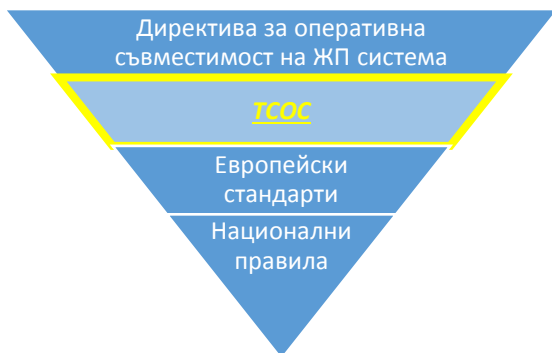 Директива за оперативна
съвместимост на ЖП система
ТСОС
Европейски
стандарти
Национални
правила